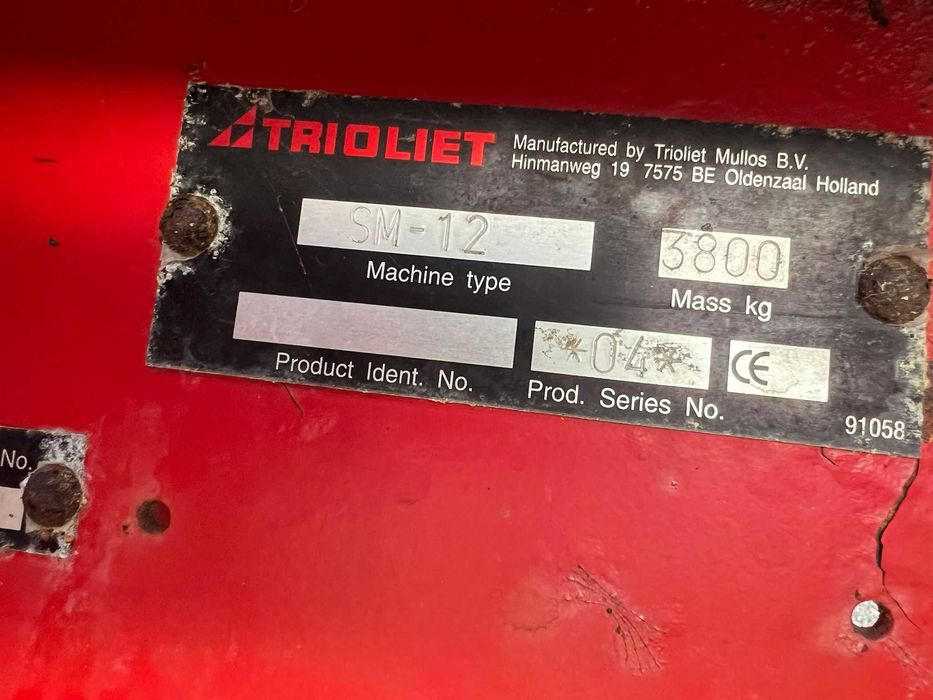 TRIOLIET
Manufactured by Trioliet Mullos B.V.
Hinmanweg 19 7575 BE Oldenzaal Holland
SM-12
3800
Machine type
Mass kg
*04*
CE
Product Ident. No.
Prod. Series No.
91058
No.